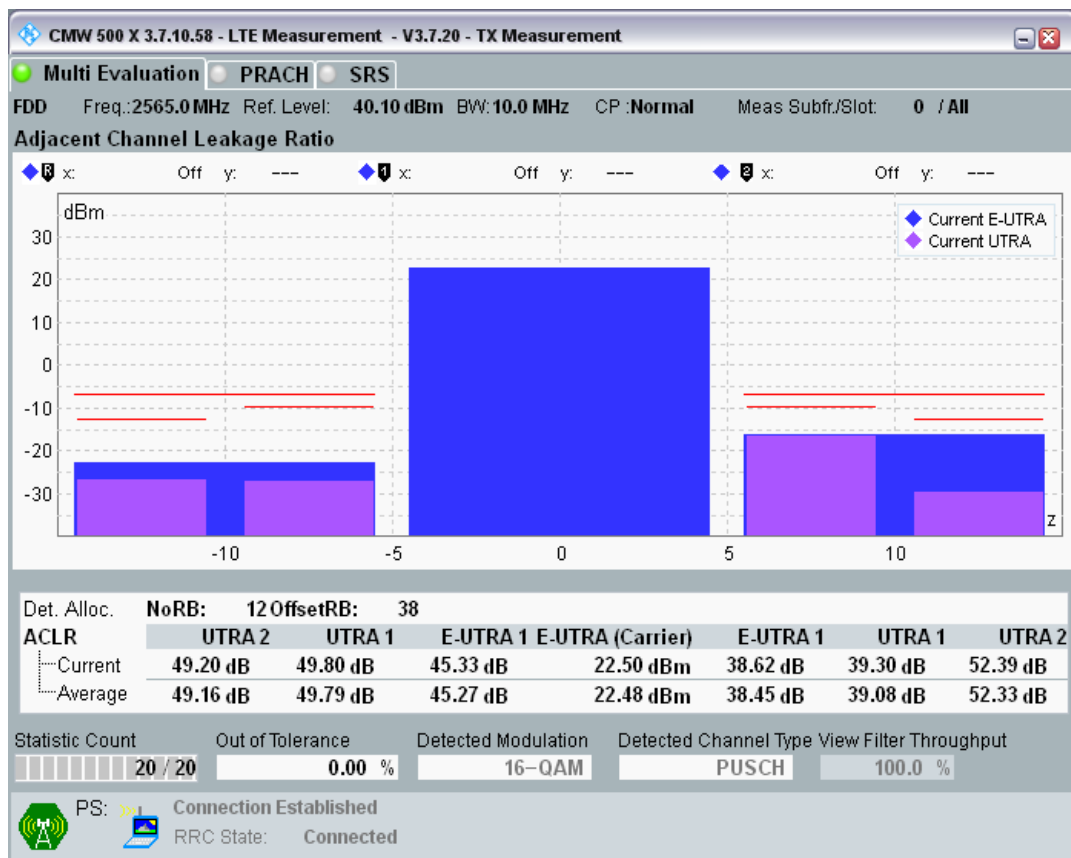 CMW 500 X 3.7.10.58 - LTE Measurement - V3.7.20 - TX Measurement
Multi Evaluation PRACH SRS
FDD Freg.:2565.0 MHz Ref. Level: 40.10 dBm BW: 10.0 MHz CP :Normal Meas Subfr./Slot: 0 / All
Adjacent Channel Leakage Ratio
R x: Off y: --- 1 x: Off y: --- 2 x: Off y: ---
dBm
Current E-UTRA
Current UTRA
30
20
10
0
-10
-20
-30
z
-10 -5 0 5 10
Det. Alloc. NoRB: 12 OffsetRB: 38
ACLR UTRA 2 UTRA 1 E-UTRA 1 E-UTRA (Carrier) E-UTRA 1 UTRA 1 UTRA 2
Current 49.20 dB 49.80 dB 45.33 dB 22.50 dBm 38.62 dB 39.30 dB 52.39 dB
Average 49.16 dB 49.79 dB 45.27 dB 22.48 dBm 38.45 dB 39.08 dB 52.33 dB
Statistic Count Out of Tolerance Detected Modulation Detected Channel Type View Filter Throughput
20 / 20 0.00 % 16-QAM PUSCH 100.0 %
PS: Connection Established
RRC State: Connected